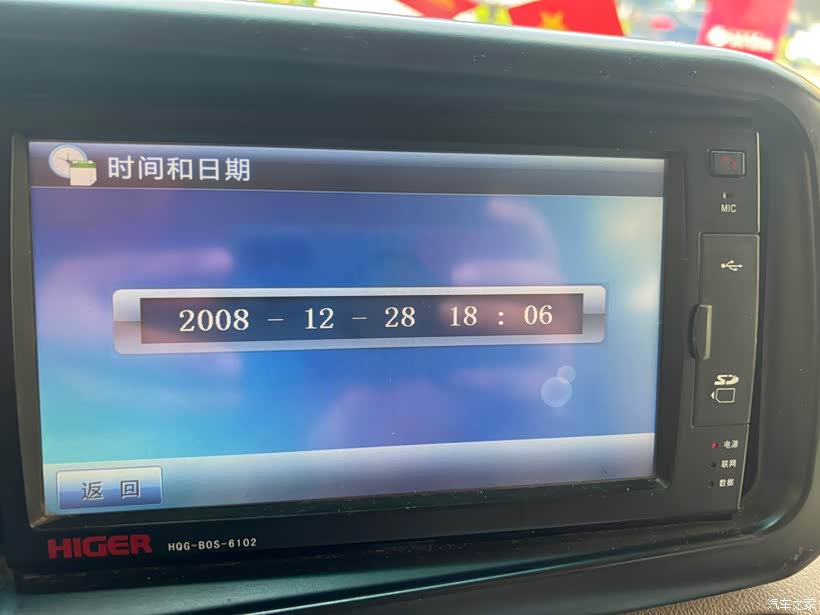 时间和日期
MIC
2008 - 12 - 28 18 : 06
SD
电源
联网
数据
返 回
HIGER HQG-BOS-6102
汽车之家